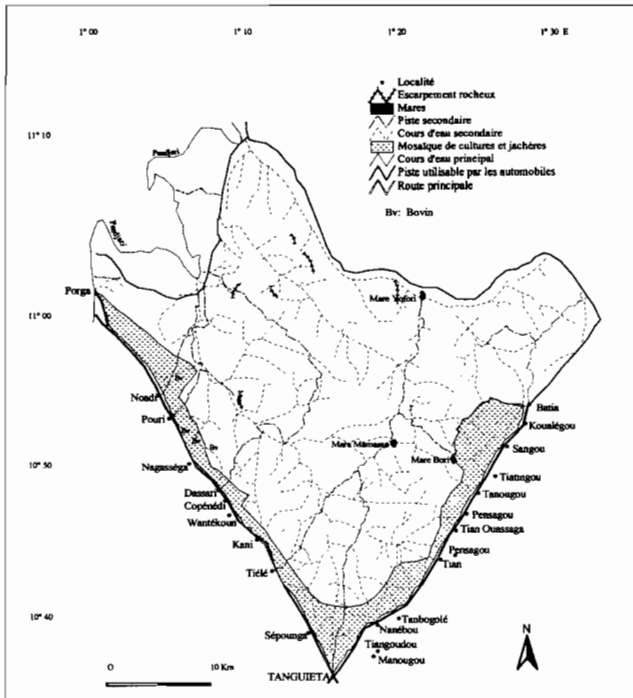 1° 00
1° 10
1° 20
1° 30 E
Localité
Escarpement rocheux
Mares
Piste secondaire
Cours d'eau secondaire
Mosaïque de cultures et jachères
Cours d'eau principal
Piste utilisable par les automobiles
Route principale
Bv: Bovin
11° 10
Pendjari
Pendjari
Porga
11° 00
Mare Yofori
Noadi
Pouri
Batia
Koualégou
Mare Mamassa
Sangou
Mare Bori
10° 50
Nagasséga
Tiatingou
Tanougou
Dassari
Copénédi
Wantékoun
Pensagou
Tian Ouassaga
Kani
Pensagou
Tian
Tiélé
10° 40
Tanbogolé
Nanébou
Sépounga
Tiangoudou
Manougou
TANGUIETA
N
0
10 Km